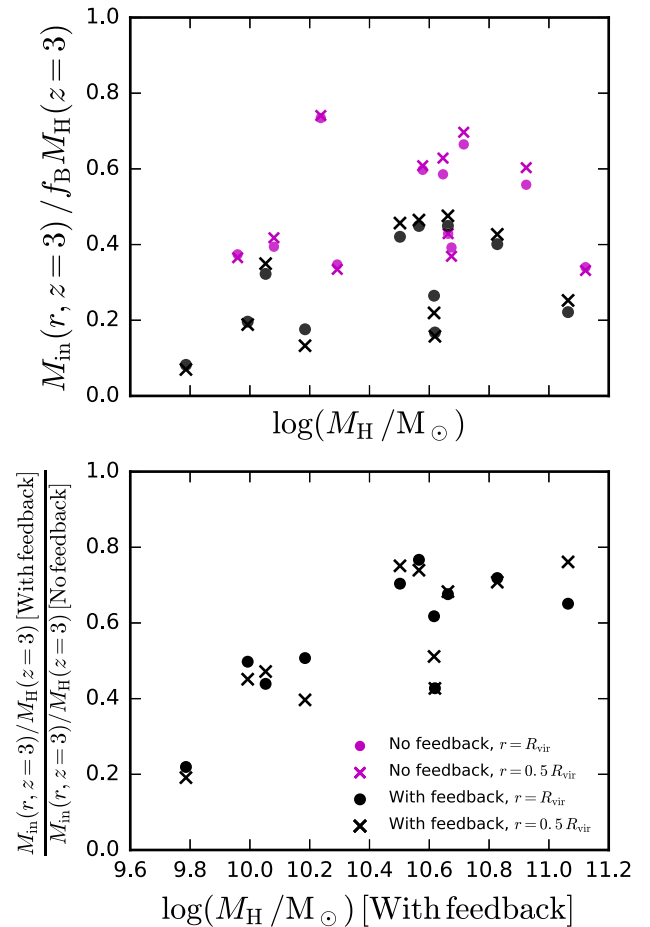 1.0
0.8
0.6
0.4
0.2
0.0
M_in(r, z=3)/f_B M_H(z=3)
log(M_H/M_⊙)
1.0
0.8
0.6
0.4
0.2
0.0
M_in(r, z=3)/M_H(z=3) [With feedback]
M_in(r, z=3)/M_H(z=3) [No feedback]
No feedback, r = R_vir
No feedback, r = 0.5 R_vir
With feedback, r = R_vir
With feedback, r = 0.5 R_vir
9.6 9.8 10.0 10.2 10.4 10.6 10.8 11.0 11.2
log(M_H/M_⊙) [With feedback]